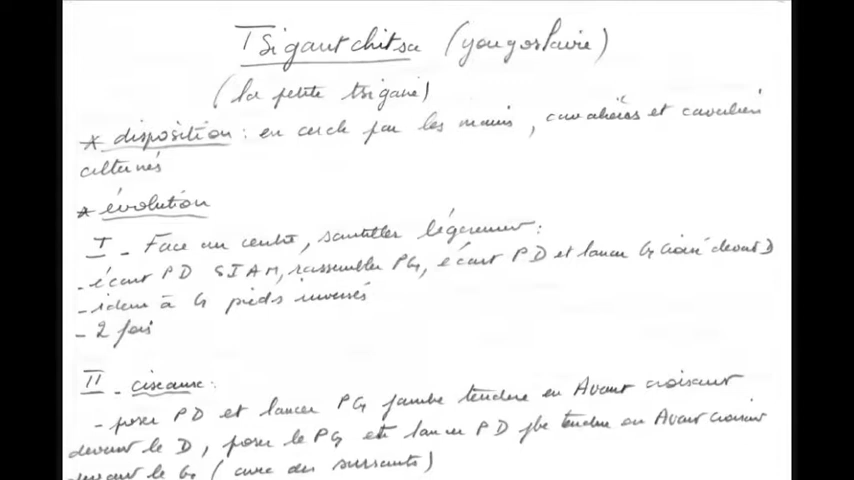 Tsigantchitsa (yougoslavie)
(la petite tsigane)
* disposition : en cercle par les mains, cavalières et cavaliers
alternés
* évolution
I - Face au centre, sautiller légèrement :
- écart PD STAM, rassembler PG, écart PD et lancer G croisé devant D
- idem à G pieds inversés
- 2 fois
II - ciseaux :
- poser PD et lancer PG jambe tendue en Avant croisant
devant le D, poser le PG et lancer PD jbe tendue en Avant croisant
devant le G (avec des sursauts)